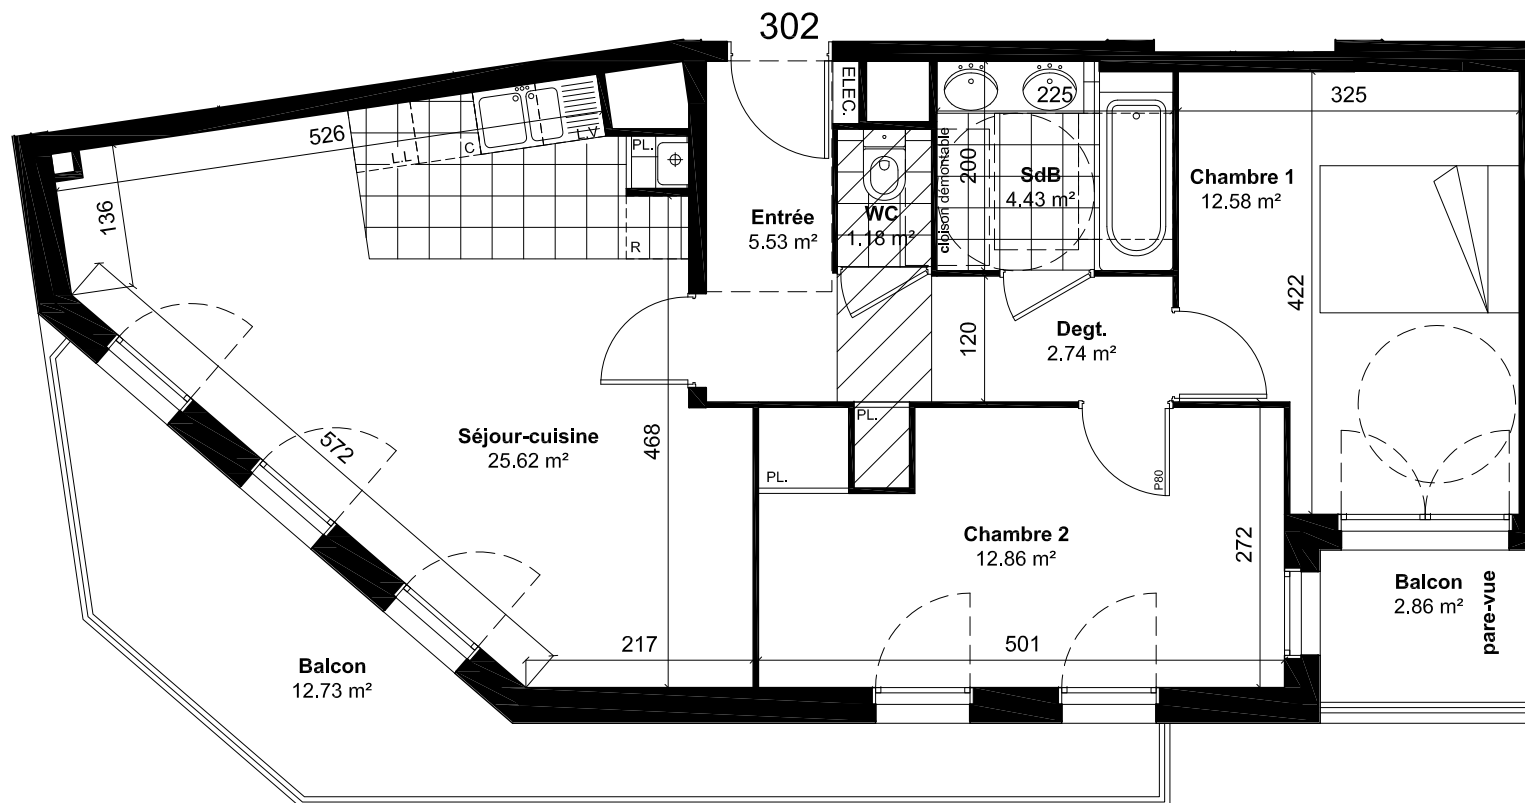 302
ELEC.
225
325
526
L.L
C
L.V
PL.
136
R
Entrée
5.53 m²
WC
1.18 m²
cloison démontable
200
SdB
4.43 m²
Chambre 1
12.58 m²
422
120
Degt.
2.74 m²
572
Séjour-cuisine
25.62 m²
468
PL.
PL.
P80
Chambre 2
12.86 m²
272
Balcon
2.86 m²
pare-vue
217
501
Balcon
12.73 m²